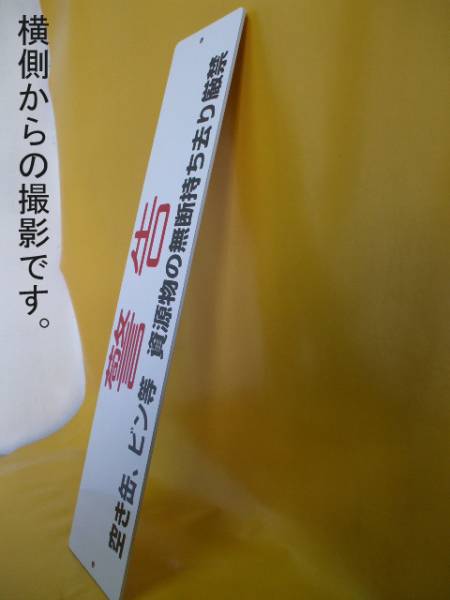 横側からの撮影です。
警告
空き缶、ビン等　資源物の無断持ち去り厳禁